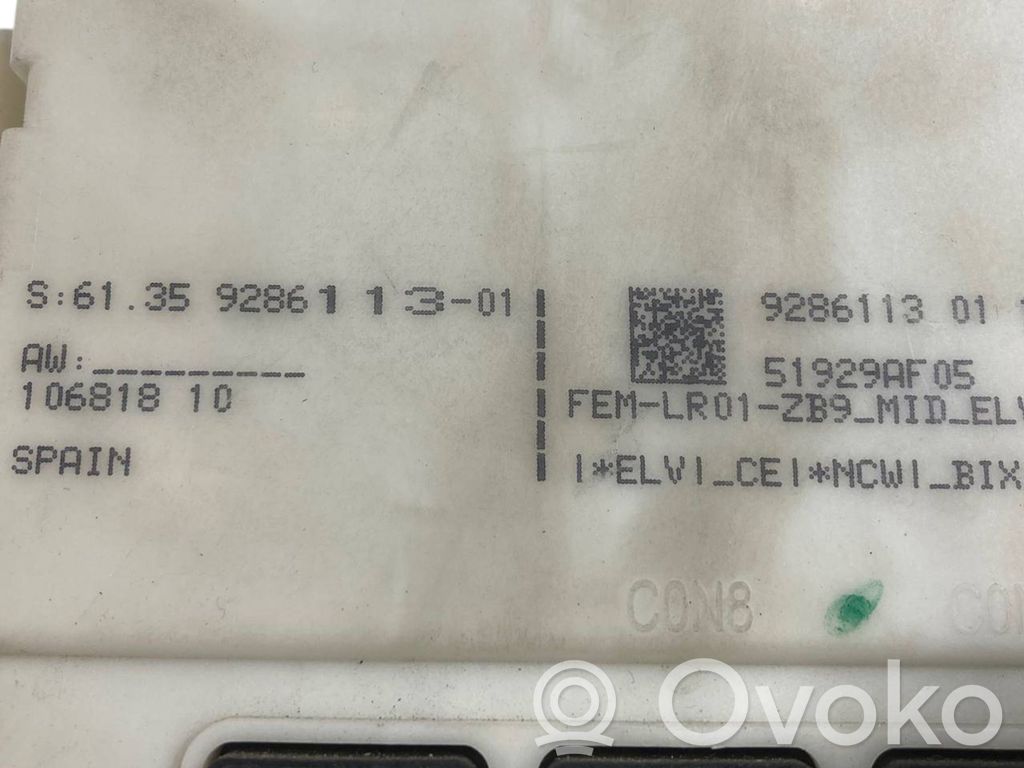 S:61.35 9286113-01
AW:_________
106818 10
SPAIN
9286113 01
51929AF05
FEM-LR01-ZB9_MID_EL
|*ELV|_CE|*NCW|_BIX
CON8
Ovoko